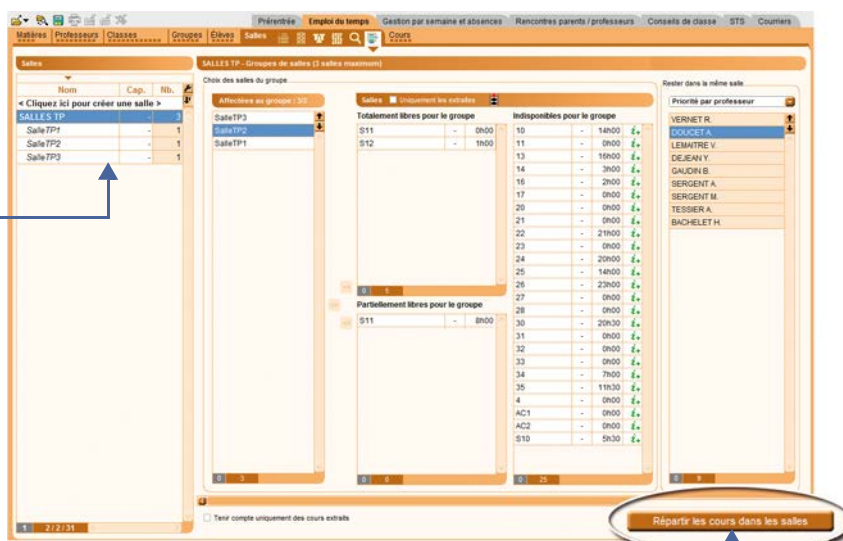 Prérentrée Emploi du temps Gestion par semaine et absences Rencontres parents / professeurs Conseils de classe STS Courriers
Matières Professeurs Classes Groupes Élèves Salles Cours
Salles
Nom Cap. Nb.
< Cliquez ici pour créer une salle >
SALLES TP - 3
SalleTP1 - 1
SalleTP2 - 1
SalleTP3 - 1
1 2 / 2 / 31
SALLES TP - Groupes de salles (3 salles maximum)
Choix des salles du groupe
Affectées au groupe : 3/3
SalleTP3
SalleTP2
SalleTP1
0 3
Salles Uniquement les extraites
Totalement libres pour le groupe
S11 - 0h00
S12 - 1h00
Partiellement libres pour le groupe
S11 - 8h00
Indisponibles pour le groupe
10 - 14h00
11 - 0h00
13 - 16h00
14 - 3h00
16 - 2h00
17 - 0h00
20 - 0h00
21 - 0h00
22 - 21h00
23 - 0h00
24 - 20h00
25 - 14h00
26 - 23h00
27 - 0h00
28 - 0h00
30 - 20h30
31 - 0h00
32 - 0h00
33 - 0h00
34 - 7h00
35 - 11h30
4 - 0h00
AC1 - 0h00
AC2 - 0h00
S10 - 5h30
0 25
Rester dans la même salle
Priorité par professeur
VERNET R.
DOUCET A.
LEMAITRE V.
DEJEAN Y.
GAUDIN B.
SERGENT A.
SERGENT M.
TESSIER A.
BACHELET H.
0 9
Tenir compte uniquement des cours extraits
Répartir les cours dans les salles